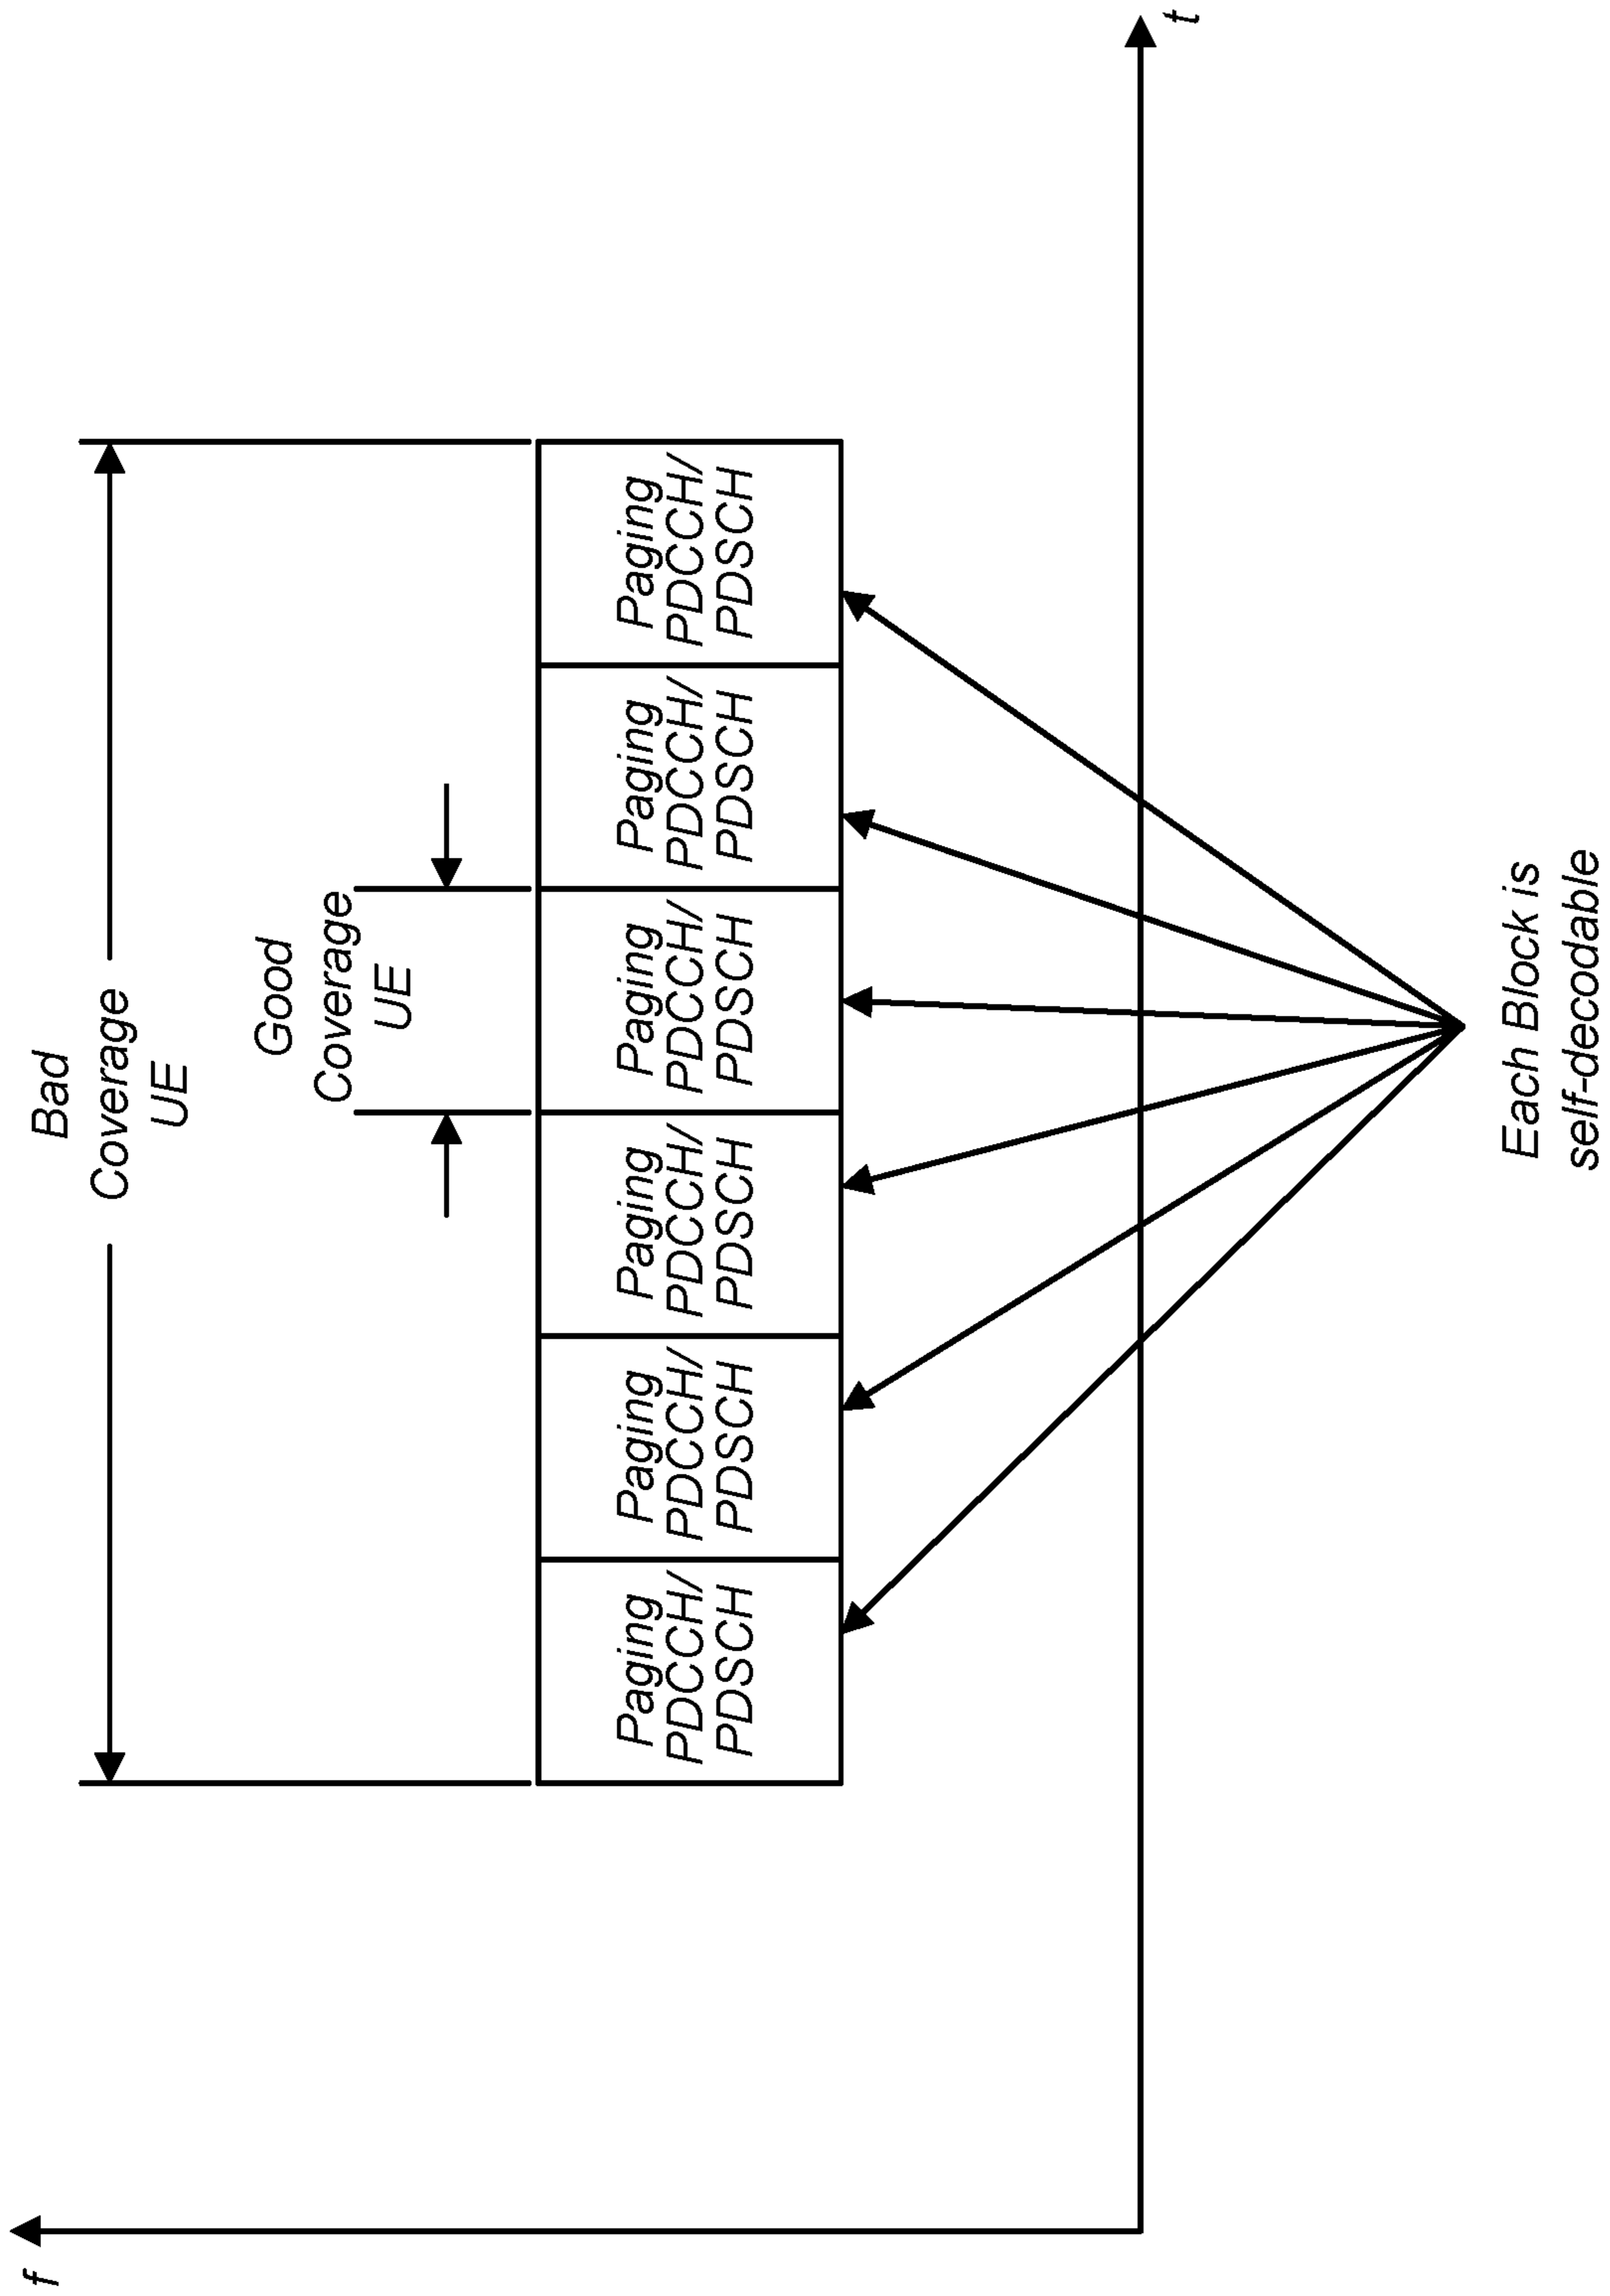 f
Bad
Coverage
UE
Good
Coverage
UE
Paging
PDCCH/
PDSCH
Paging
PDCCH/
PDSCH
Paging
PDCCH/
PDSCH
Paging
PDCCH/
PDSCH
Paging
PDCCH/
PDSCH
Paging
PDCCH/
PDSCH
t
Each Block is
self-decodable